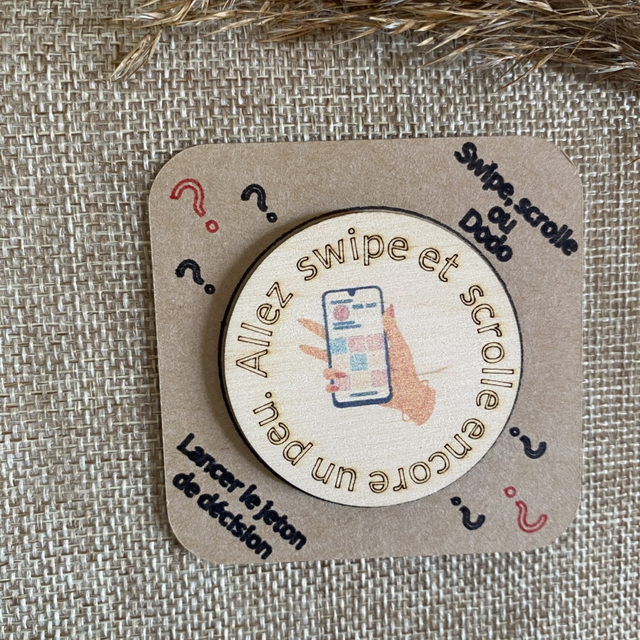 Swipe, scrolle
ou
Dodo
Allez swipe et scrolle encore un peu.
Lancer le jeton
de décision